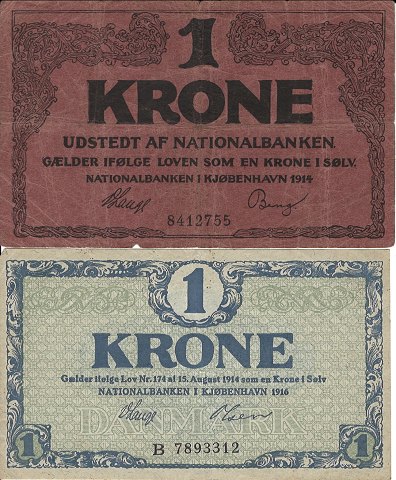 1
KRONE
UDSTEDT AF NATIONALBANKEN.
GÆLDER IFØLGE LOVEN SOM EN KRONE I SØLV.
NATIONALBANKEN I KJØBENHAVN 1914
V. Lange
8412755
1
KRONE
Gælder ifølge Lov Nr. 174 af 15. August 1914 som en Krone i Sølv
NATIONALBANKEN I KJØBENHAVN 1916
DANMARK
V. Lange
1 B 7893312 1